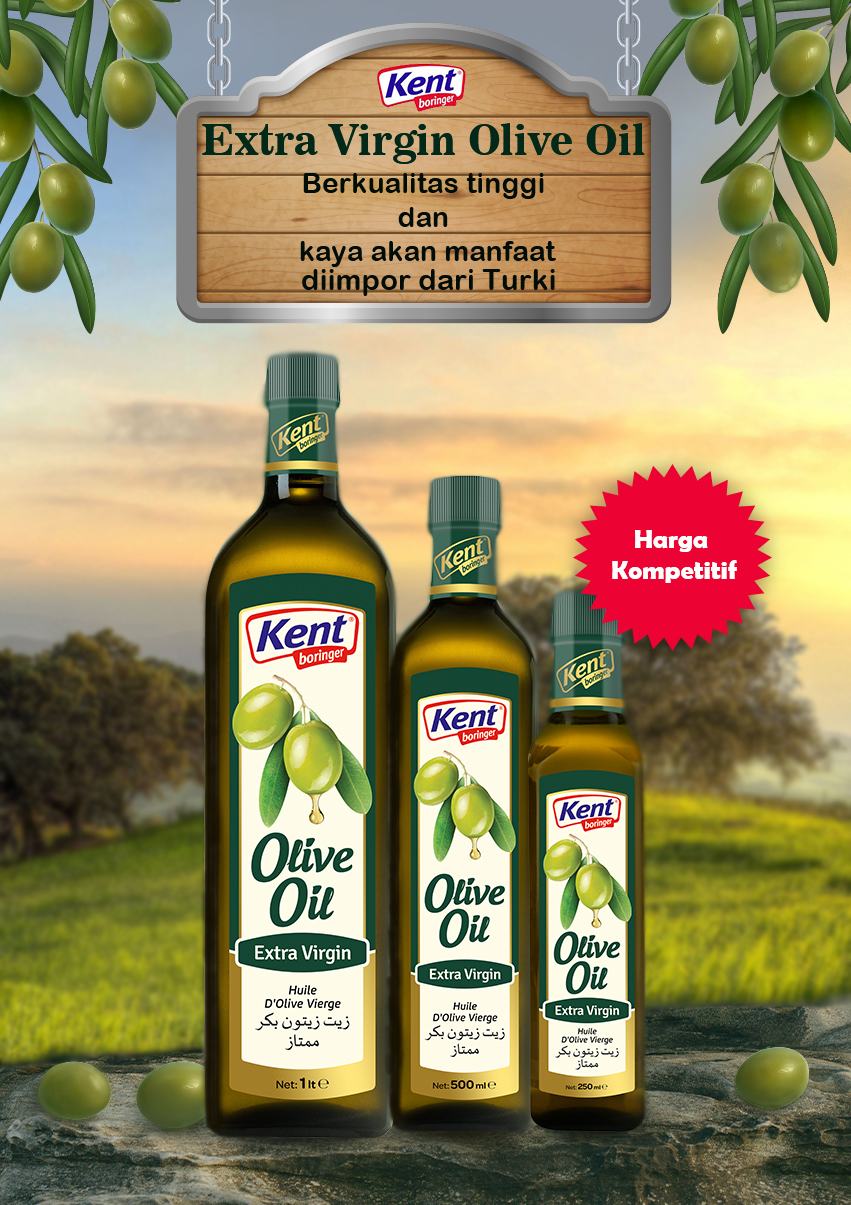 Kent
boringer
Extra Virgin Olive Oil
Berkualitas tinggi
dan
kaya akan manfaat
diimpor dari Turki
Harga
Kompetitif
Kent
boringer
Kent
boringer
Olive
Oil
Extra Virgin
Huile
D'Olive Vierge
زيت زيتون بكر
ممتاز
Net: 1 lt ℮
Kent
boringer
Kent
boringer
Olive
Oil
Extra Virgin
Huile
D'Olive Vierge
زيت زيتون بكر
ممتاز
Net: 500 ml ℮
Kent
boringer
Kent
boringer
Olive
Oil
Extra Virgin
Huile
D'Olive Vierge
زيت زيتون بكر
ممتاز
Net: 250 ml ℮